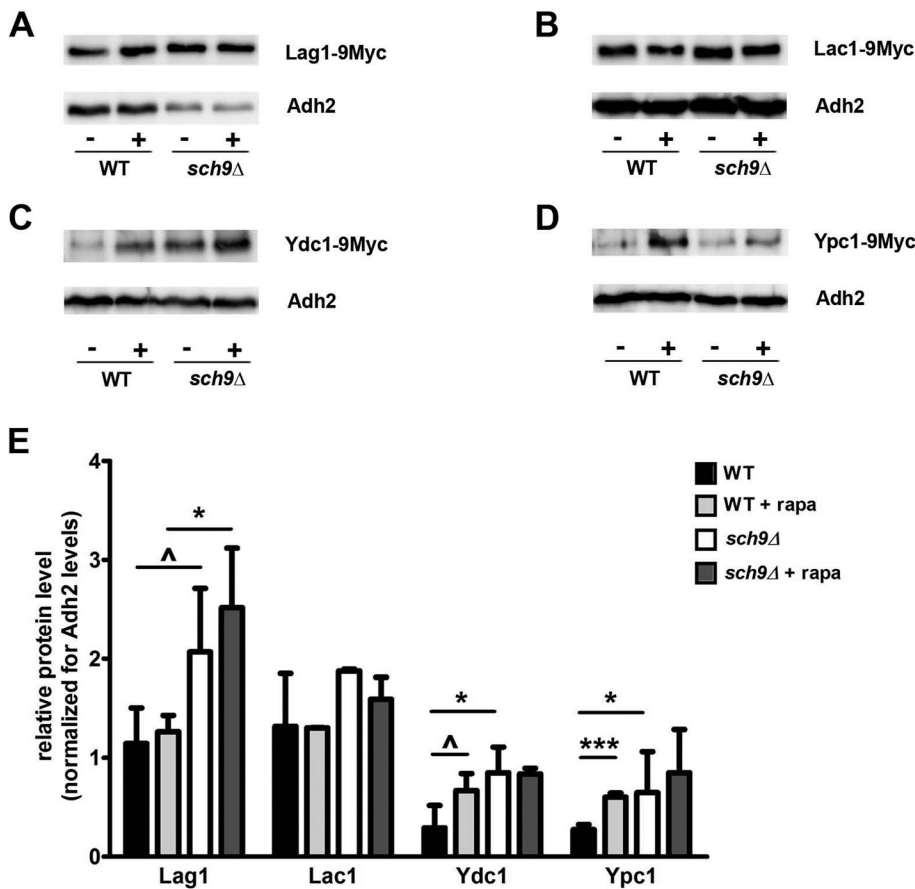 A
Lag1-9Myc
Adh2
- + - +
WT sch9Δ
B
Lac1-9Myc
Adh2
- + - +
WT sch9Δ
C
Ydc1-9Myc
Adh2
- + - +
WT sch9Δ
D
Ypc1-9Myc
Adh2
- + - +
WT sch9Δ
E
relative protein level
(normalized for Adh2 levels)
4
3
2
1
0
* ^
* ^
* ***
WT
WT + rapa
sch9Δ
sch9Δ + rapa
Lag1 Lac1 Ydc1 Ypc1